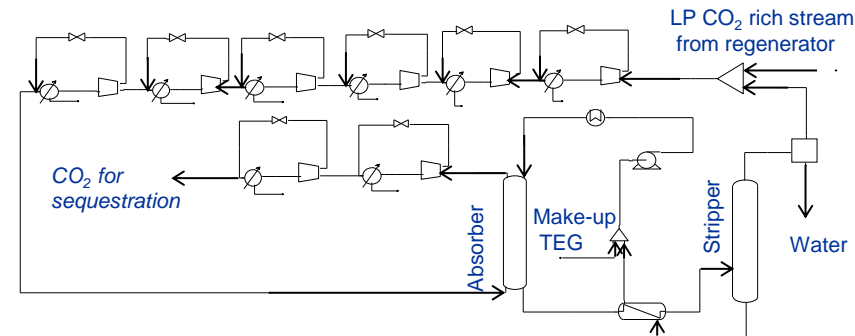 LP CO₂ rich stream
from regenerator
CO₂ for
sequestration
Absorber
Make-up
TEG
Stripper
Water